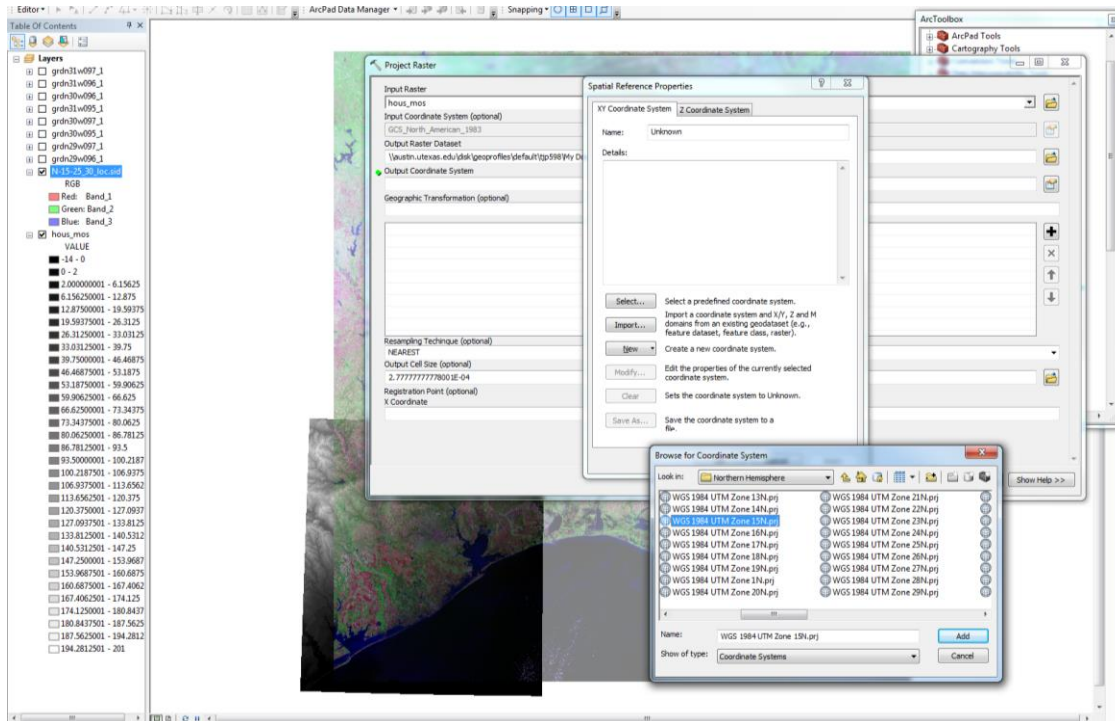 Editor
ArcPad Data Manager
Snapping
Table Of Contents
Layers
grdn31w097_1
grdn31w096_1
grdn30w096_1
grdn31w095_1
grdn30w097_1
grdn30w095_1
grdn29w097_1
grdn29w096_1
N-15-25_30_loc.sid
RGB
Red: Band_1
Green: Band_2
Blue: Band_3
hous_mos
VALUE
-14 - 0
0 - 2
2.000000001 - 6.15625
6.156250001 - 12.875
12.87500001 - 19.59375
19.59375001 - 26.3125
26.31250001 - 33.03125
33.03125001 - 39.75
39.75000001 - 46.46875
46.46875001 - 53.1875
53.18750001 - 59.90625
59.90625001 - 66.625
66.62500001 - 73.34375
73.34375001 - 80.0625
80.06250001 - 86.78125
86.78125001 - 93.5
93.50000001 - 100.2187
100.2187501 - 106.9375
106.9375001 - 113.6562
113.6562501 - 120.375
120.3750001 - 127.0937
127.0937501 - 133.8125
133.8125001 - 140.5312
140.5312501 - 147.25
147.2500001 - 153.9687
153.9687501 - 160.6875
160.6875001 - 167.4062
167.4062501 - 174.125
174.1250001 - 180.8437
180.8437501 - 187.5625
187.5625001 - 194.2812
194.2812501 - 201
ArcToolbox
ArcPad Tools
Cartography Tools
Project Raster
Input Raster
hous_mos
Input Coordinate System (optional)
GCS_North_American_1983
Output Raster Dataset
\\austin.utexas.edu\disk\geoprofiles\default\tjp598\My Do
Output Coordinate System
Geographic Transformation (optional)
Resampling Technique (optional)
NEAREST
Output Cell Size (optional)
2.7777777778001E-04
Registration Point (optional)
X Coordinate
Show Help >>
Spatial Reference Properties
XY Coordinate System
Z Coordinate System
Name: Unknown
Details:
Select... Select a predefined coordinate system.
Import... Import a coordinate system and X/Y, Z and M
domains from an existing geodataset (e.g.,
feature dataset, feature class, raster).
New Create a new coordinate system.
Modify... Edit the properties of the currently selected
coordinate system.
Clear Sets the coordinate system to Unknown.
Save As... Save the coordinate system to a
file.
Browse for Coordinate System
Look in: Northern Hemisphere
WGS 1984 UTM Zone 13N.prj WGS 1984 UTM Zone 21N.prj
WGS 1984 UTM Zone 14N.prj WGS 1984 UTM Zone 22N.prj
WGS 1984 UTM Zone 15N.prj WGS 1984 UTM Zone 23N.prj
WGS 1984 UTM Zone 16N.prj WGS 1984 UTM Zone 24N.prj
WGS 1984 UTM Zone 17N.prj WGS 1984 UTM Zone 25N.prj
WGS 1984 UTM Zone 18N.prj WGS 1984 UTM Zone 26N.prj
WGS 1984 UTM Zone 19N.prj WGS 1984 UTM Zone 27N.prj
WGS 1984 UTM Zone 1N.prj WGS 1984 UTM Zone 28N.prj
WGS 1984 UTM Zone 20N.prj WGS 1984 UTM Zone 29N.prj
Name: WGS 1984 UTM Zone 15N.prj Add
Show of type: Coordinate Systems Cancel